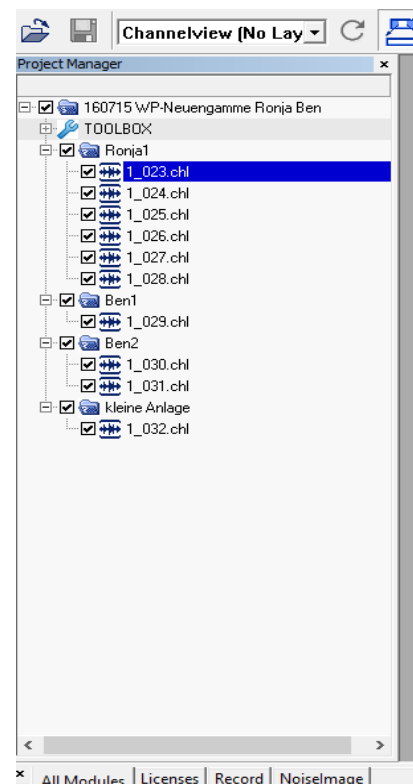 Channelview (No Lay
Project Manager
160715 WP-Neuengamme Ronja Ben
TOOLBOX
Ronja1
1_023.chl
1_024.chl
1_025.chl
1_026.chl
1_027.chl
1_028.chl
Ben1
1_029.chl
Ben2
1_030.chl
1_031.chl
kleine Anlage
1_032.chl
All Modules Licenses Record NoiseImage